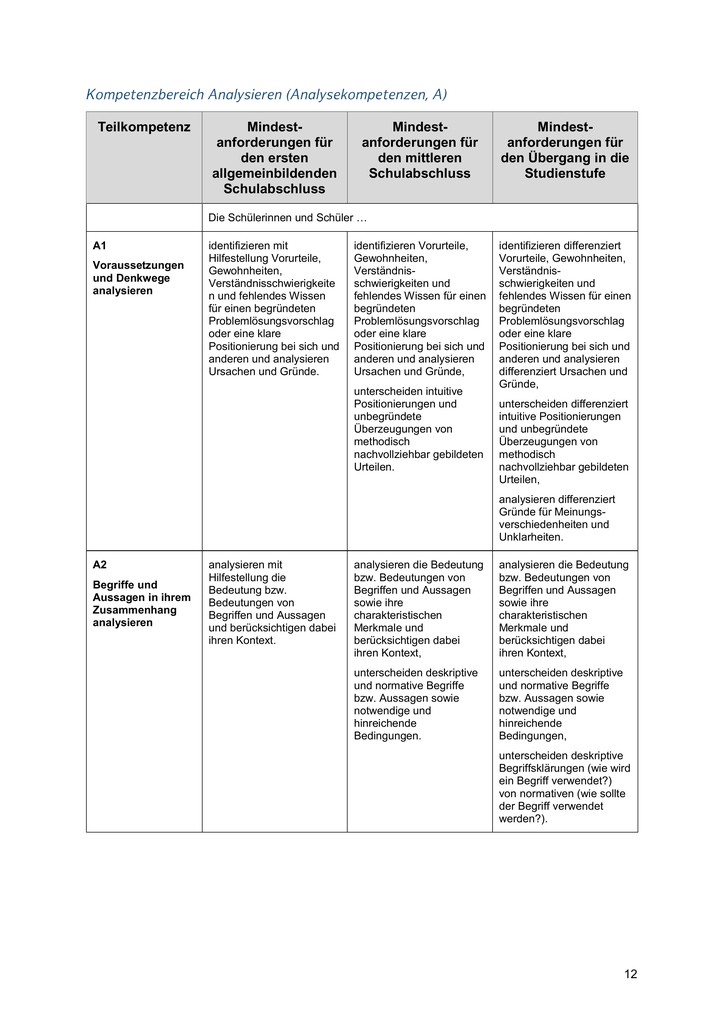 Kompetenzbereich Analysieren (Analysekompetenzen, A)
Teilkompetenz
Mindest-
anforderungen für
den ersten
allgemeinbildenden
Schulabschluss
Mindest-
anforderungen für
den mittleren
Schulabschluss
Mindest-
anforderungen für
den Übergang in die
Studienstufe
Die Schülerinnen und Schüler …
A1
Voraussetzungen
und Denkwege
analysieren
identifizieren mit
Hilfestellung Vorurteile,
Gewohnheiten,
Verständnisschwierigkeite
n und fehlendes Wissen
für einen begründeten
Problemlösungsvorschlag
oder eine klare
Positionierung bei sich und
anderen und analysieren
Ursachen und Gründe.
identifizieren Vorurteile,
Gewohnheiten,
Verständnis-
schwierigkeiten und
fehlendes Wissen für einen
begründeten
Problemlösungsvorschlag
oder eine klare
Positionierung bei sich und
anderen und analysieren
Ursachen und Gründe,
unterscheiden intuitive
Positionierungen und
unbegründete
Überzeugungen von
methodisch
nachvollziehbar gebildeten
Urteilen.
identifizieren differenziert
Vorurteile, Gewohnheiten,
Verständnis-
schwierigkeiten und
fehlendes Wissen für einen
begründeten
Problemlösungsvorschlag
oder eine klare
Positionierung bei sich und
anderen und analysieren
differenziert Ursachen und
Gründe,
unterscheiden differenziert
intuitive Positionierungen
und unbegründete
Überzeugungen von
methodisch
nachvollziehbar gebildeten
Urteilen,
analysieren differenziert
Gründe für Meinungs-
verschiedenheiten und
Unklarheiten.
A2
Begriffe und
Aussagen in ihrem
Zusammenhang
analysieren
analysieren mit
Hilfestellung die
Bedeutung bzw.
Bedeutungen von
Begriffen und Aussagen
und berücksichtigen dabei
ihren Kontext.
analysieren die Bedeutung
bzw. Bedeutungen von
Begriffen und Aussagen
sowie ihre
charakteristischen
Merkmale und
berücksichtigen dabei
ihren Kontext,
unterscheiden deskriptive
und normative Begriffe
bzw. Aussagen sowie
notwendige und
hinreichende
Bedingungen.
analysieren die Bedeutung
bzw. Bedeutungen von
Begriffen und Aussagen
sowie ihre
charakteristischen
Merkmale und
berücksichtigen dabei
ihren Kontext,
unterscheiden deskriptive
und normative Begriffe
bzw. Aussagen sowie
notwendige und
hinreichende
Bedingungen,
unterscheiden deskriptive
Begriffsklärungen (wie wird
ein Begriff verwendet?)
von normativen (wie sollte
der Begriff verwendet
werden?).
12